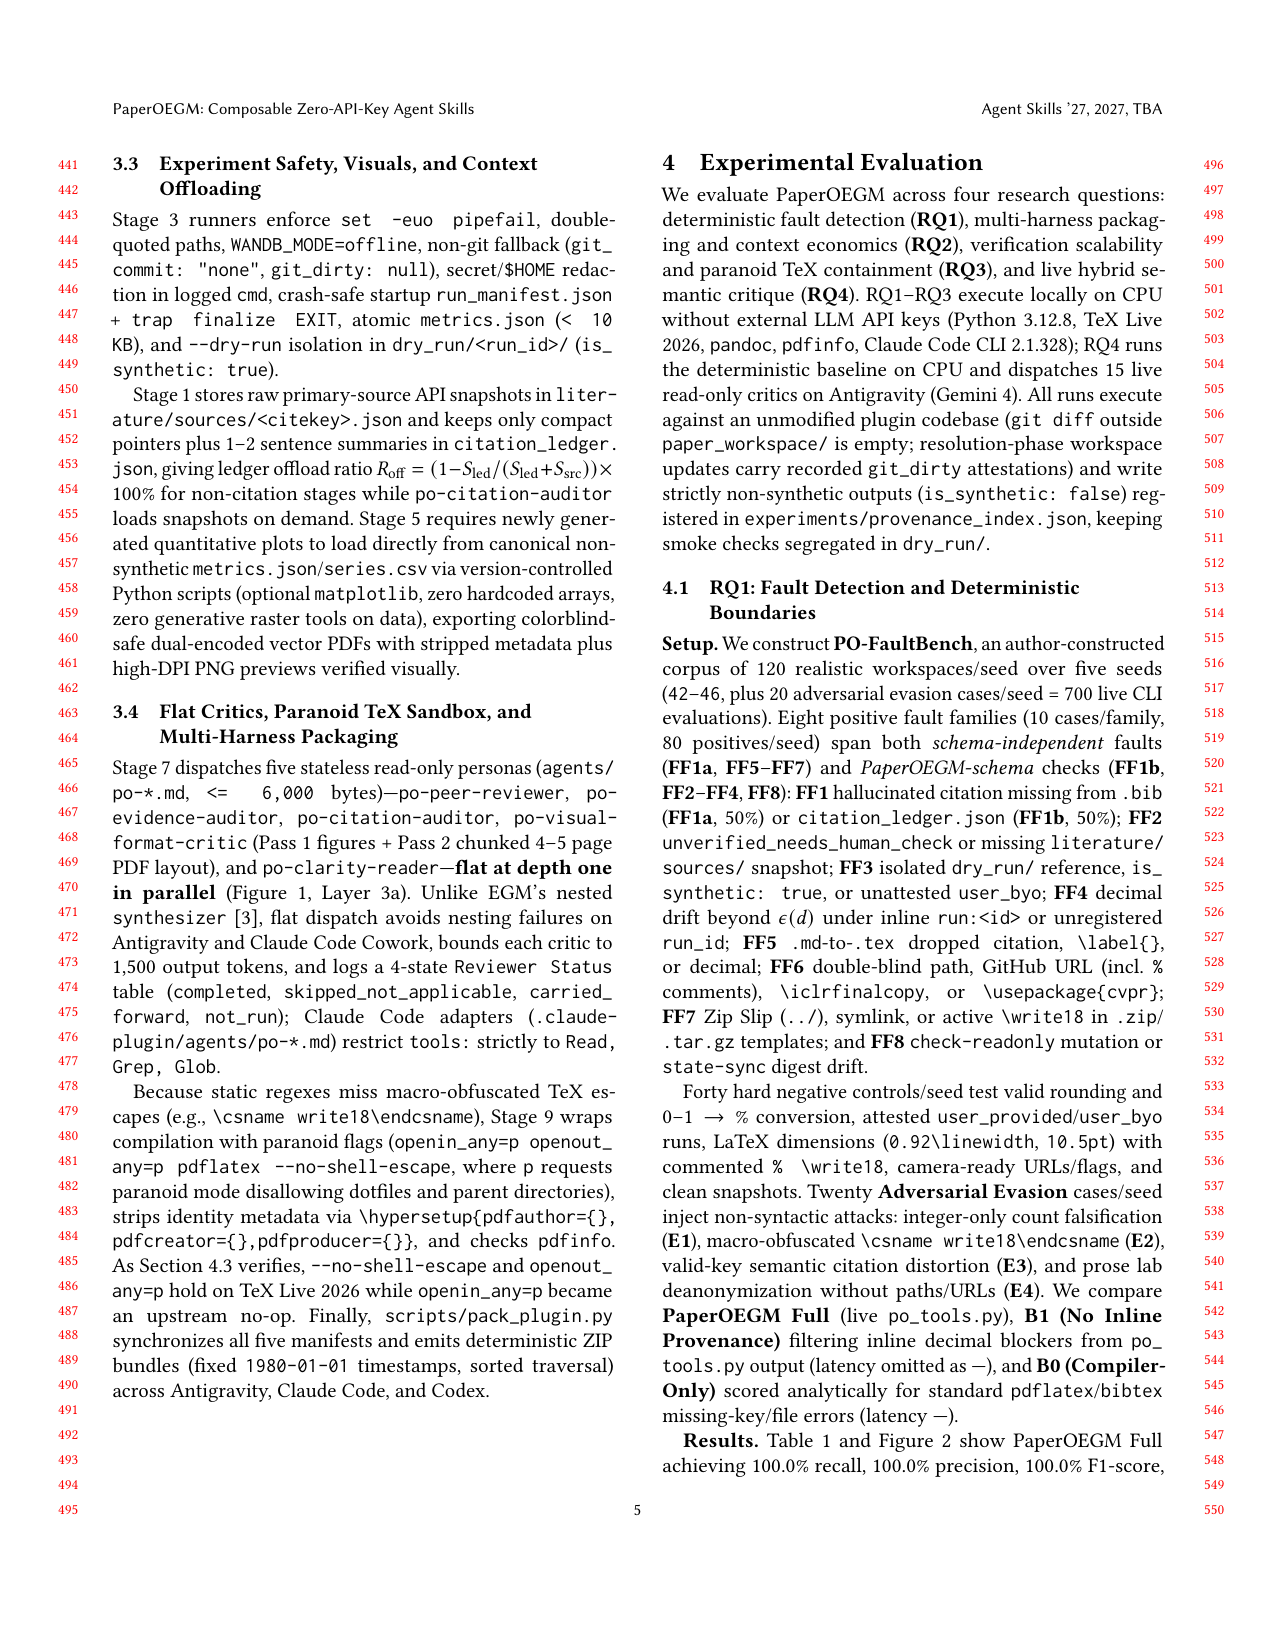 PaperOEGM: Composable Zero-API-Key Agent Skills
Agent Skills '27, 2027, TBA
441 3.3 Experiment Safety, Visuals, and Context
442 Offloading
443 Stage 3 runners enforce set -euo pipefail, double-
444 quoted paths, WANDB_MODE=offline, non-git fallback (git_
445 commit: "none", git_dirty: null), secret/$HOME redac-
446 tion in logged cmd, crash-safe startup run_manifest.json
447 + trap finalize EXIT, atomic metrics.json (< 10
448 KB), and --dry-run isolation in dry_run/<run_id>/ (is_
449 synthetic: true).
450 Stage 1 stores raw primary-source API snapshots in liter-
451 ature/sources/<citekey>.json and keeps only compact
452 pointers plus 1–2 sentence summaries in citation_ledger.
453 json, giving ledger offload ratio R_off = (1−S_led/(S_led+S_src))×
454 100% for non-citation stages while po-citation-auditor
455 loads snapshots on demand. Stage 5 requires newly gener-
456 ated quantitative plots to load directly from canonical non-
457 synthetic metrics.json/series.csv via version-controlled
458 Python scripts (optional matplotlib, zero hardcoded arrays,
459 zero generative raster tools on data), exporting colorblind-
460 safe dual-encoded vector PDFs with stripped metadata plus
461 high-DPI PNG previews verified visually.
462
463 3.4 Flat Critics, Paranoid TeX Sandbox, and
464 Multi-Harness Packaging
465 Stage 7 dispatches five stateless read-only personas (agents/
466 po-*.md, <= 6,000 bytes)—po-peer-reviewer, po-
467 evidence-auditor, po-citation-auditor, po-visual-
468 format-critic (Pass 1 figures + Pass 2 chunked 4–5 page
469 PDF layout), and po-clarity-reader—flat at depth one
470 in parallel (Figure 1, Layer 3a). Unlike EGM's nested
471 synthesizer [3], flat dispatch avoids nesting failures on
472 Antigravity and Claude Code Cowork, bounds each critic to
473 1,500 output tokens, and logs a 4-state Reviewer Status
474 table (completed, skipped_not_applicable, carried_
475 forward, not_run); Claude Code adapters (.claude-
476 plugin/agents/po-*.md) restrict tools: strictly to Read,
477 Grep, Glob.
478 Because static regexes miss macro-obfuscated TeX es-
479 capes (e.g., \csname write18\endcsname), Stage 9 wraps
480 compilation with paranoid flags (openin_any=p openout_
481 any=p pdflatex --no-shell-escape, where p requests
482 paranoid mode disallowing dotfiles and parent directories),
483 strips identity metadata via \hypersetup{pdfauthor={},
484 pdfcreator={},pdfproducer={}}, and checks pdfinfo.
485 As Section 4.3 verifies, --no-shell-escape and openout_
486 any=p hold on TeX Live 2026 while openin_any=p became
487 an upstream no-op. Finally, scripts/pack_plugin.py
488 synchronizes all five manifests and emits deterministic ZIP
489 bundles (fixed 1980-01-01 timestamps, sorted traversal)
490 across Antigravity, Claude Code, and Codex.
491
492
493
494
495
4 Experimental Evaluation 496
We evaluate PaperOEGM across four research questions: 497
deterministic fault detection (RQ1), multi-harness packag- 498
ing and context economics (RQ2), verification scalability 499
and paranoid TeX containment (RQ3), and live hybrid se- 500
mantic critique (RQ4). RQ1–RQ3 execute locally on CPU 501
without external LLM API keys (Python 3.12.8, TeX Live 502
2026, pandoc, pdfinfo, Claude Code CLI 2.1.328); RQ4 runs 503
the deterministic baseline on CPU and dispatches 15 live 504
read-only critics on Antigravity (Gemini 4). All runs execute 505
against an unmodified plugin codebase (git diff outside 506
paper_workspace/ is empty; resolution-phase workspace 507
updates carry recorded git_dirty attestations) and write 508
strictly non-synthetic outputs (is_synthetic: false) reg- 509
istered in experiments/provenance_index.json, keeping 510
smoke checks segregated in dry_run/. 511
512
4.1 RQ1: Fault Detection and Deterministic 513
Boundaries 514
Setup. We construct PO-FaultBench, an author-constructed 515
corpus of 120 realistic workspaces/seed over five seeds 516
(42–46, plus 20 adversarial evasion cases/seed = 700 live CLI 517
evaluations). Eight positive fault families (10 cases/family, 518
80 positives/seed) span both schema-independent faults 519
(FF1a, FF5–FF7) and PaperOEGM-schema checks (FF1b, 520
FF2–FF4, FF8): FF1 hallucinated citation missing from .bib 521
(FF1a, 50%) or citation_ledger.json (FF1b, 50%); FF2 522
unverified_needs_human_check or missing literature/ 523
sources/ snapshot; FF3 isolated dry_run/ reference, is_ 524
synthetic: true, or unattested user_byo; FF4 decimal 525
drift beyond ϵ(d) under inline run:<id> or unregistered 526
run_id; FF5 .md-to-.tex dropped citation, \label{}, 527
or decimal; FF6 double-blind path, GitHub URL (incl. % 528
comments), \iclrfinalcopy, or \usepackage{cvpr}; 529
FF7 Zip Slip (../), symlink, or active \write18 in .zip/ 530
.tar.gz templates; and FF8 check-readonly mutation or 531
state-sync digest drift. 532
Forty hard negative controls/seed test valid rounding and 533
0–1 → % conversion, attested user_provided/user_byo 534
runs, LaTeX dimensions (0.92\linewidth, 10.5pt) with 535
commented % \write18, camera-ready URLs/flags, and 536
clean snapshots. Twenty Adversarial Evasion cases/seed 537
inject non-syntactic attacks: integer-only count falsification 538
(E1), macro-obfuscated \csname write18\endcsname (E2), 539
valid-key semantic citation distortion (E3), and prose lab 540
deanonymization without paths/URLs (E4). We compare 541
PaperOEGM Full (live po_tools.py), B1 (No Inline 542
Provenance) filtering inline decimal blockers from po_ 543
tools.py output (latency omitted as —), and B0 (Compiler- 544
Only) scored analytically for standard pdflatex/bibtex 545
missing-key/file errors (latency —). 546
Results. Table 1 and Figure 2 show PaperOEGM Full 547
achieving 100.0% recall, 100.0% precision, 100.0% F1-score, 548
549
550
5